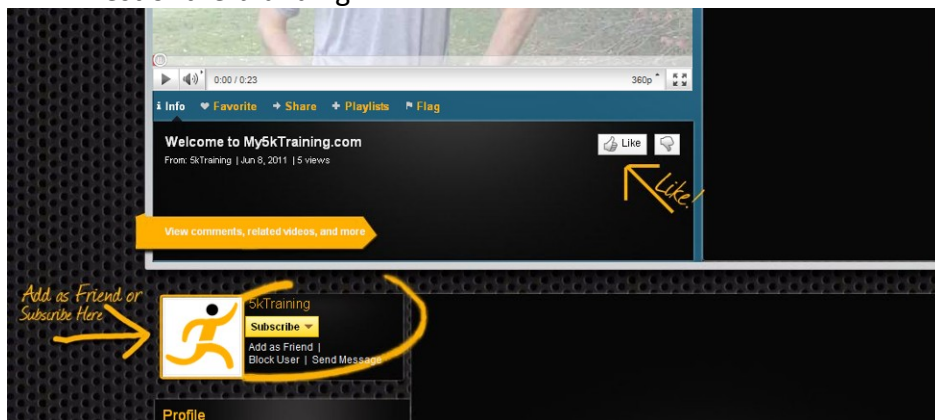 0:00 / 0:23
360p
i Info Favorite Share Playlists Flag
Welcome to My5kTraining.com
From: 5kTraining | Jun 8, 2011 | 5 views
Like
Like!
View comments, related videos, and more
Add as Friend or
Subscribe Here
5kTraining
Subscribe
Add as Friend |
Block User | Send Message
Profile